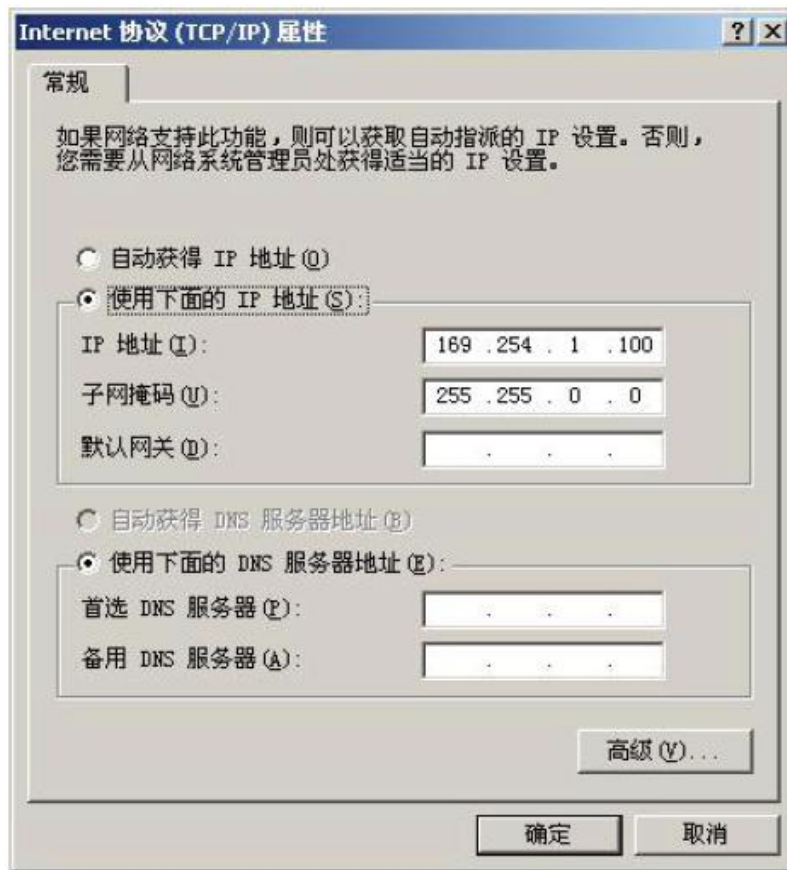 Internet 协议 (TCP/IP) 属性
常规
如果网络支持此功能，则可以获取自动指派的 IP 设置。否则，
您需要从网络系统管理员处获得适当的 IP 设置。
自动获得 IP 地址(O)
使用下面的 IP 地址(S):
IP 地址(I): 169 .254 . 1 .100
子网掩码(U): 255 .255 . 0 . 0
默认网关(D): . . .
自动获得 DNS 服务器地址(B)
使用下面的 DNS 服务器地址(E):
首选 DNS 服务器(P): . . .
备用 DNS 服务器(A): . . .
高级(V)...
确定 取消